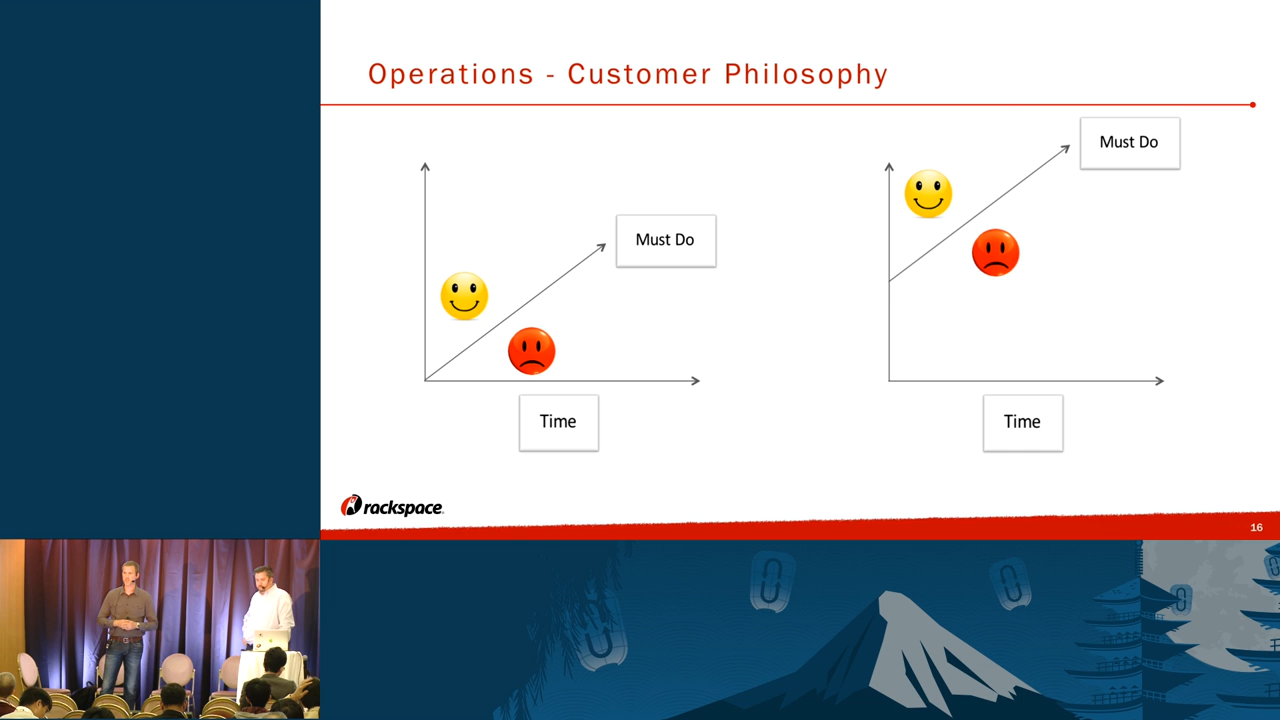 Operations - Customer Philosophy
Must Do
Time
Must Do
Time
rackspace.
16